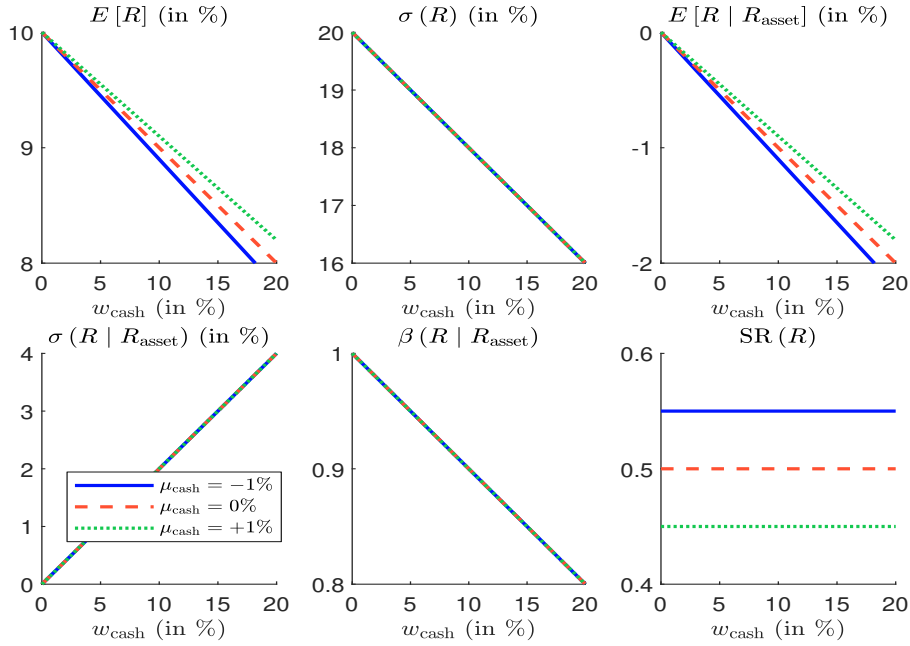 E [R] (in %)
10
9
8
0 5 10 15 20
w_cash (in %)
σ (R) (in %)
20
19
18
17
16
0 5 10 15 20
w_cash (in %)
E [R | R_asset] (in %)
0
-1
-2
0 5 10 15 20
w_cash (in %)
σ (R | R_asset) (in %)
4
3
2
1
0
0 5 10 15 20
w_cash (in %)
μ_cash = −1%
μ_cash = 0%
μ_cash = +1%
β (R | R_asset)
1
0.9
0.8
0 5 10 15 20
w_cash (in %)
SR (R)
0.6
0.5
0.4
0 5 10 15 20
w_cash (in %)